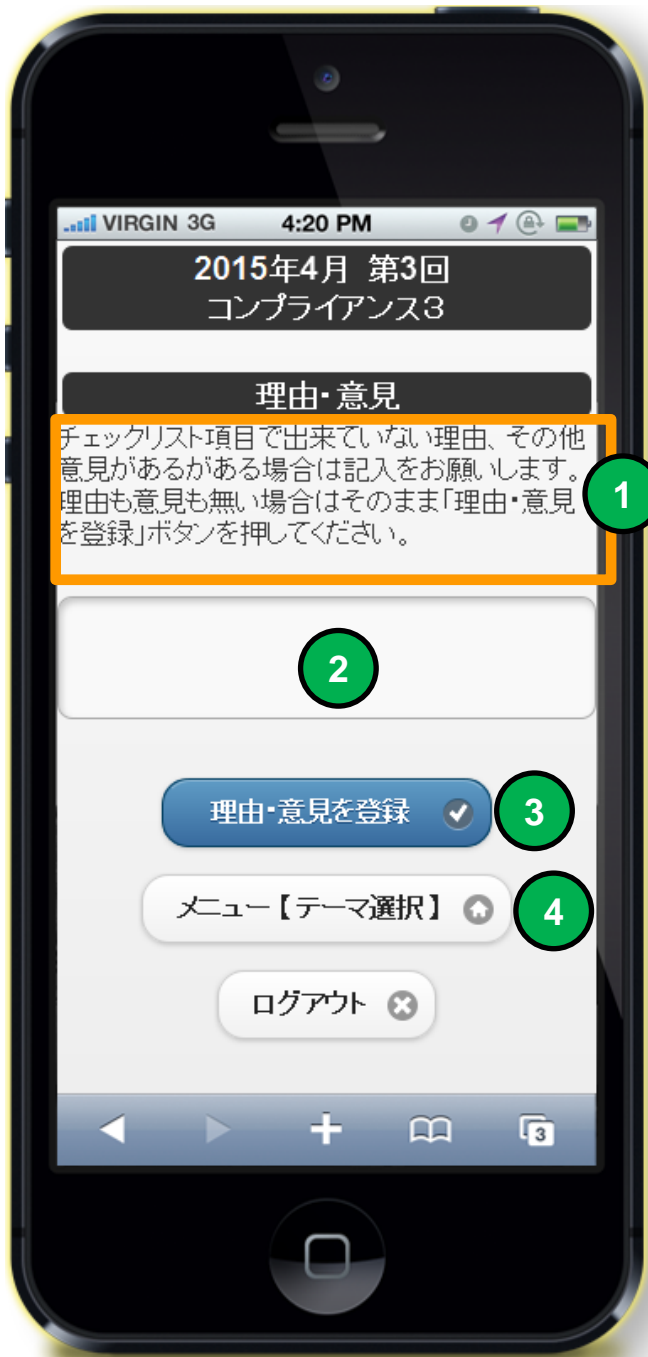 VIRGIN 3G 4:20 PM
2015年4月 第3回
コンプライアンス3
理由・意見
チェックリスト項目で出来ていない理由、その他
意見があるがある場合は記入をお願いします。
理由も意見も無い場合はそのまま「理由・意見
を登録」ボタンを押してください。
1
2
理由・意見を登録
3
メニュー【テーマ選択】
4
ログアウト
3